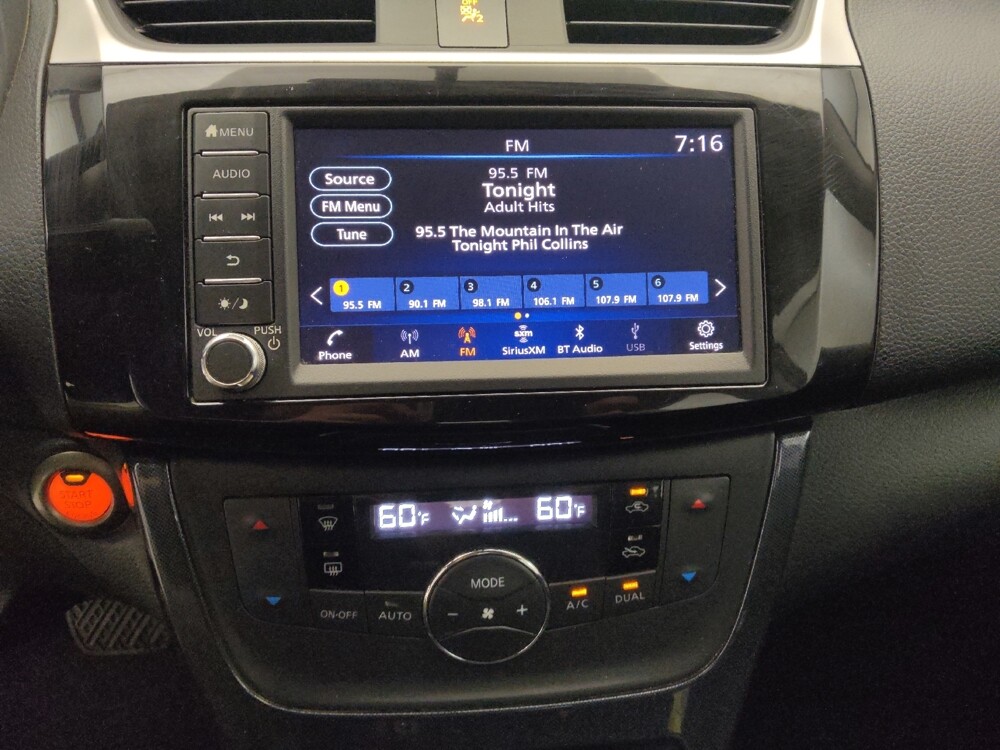 OFF
2
MENU
FM
7:16
AUDIO
Source
95.5 FM
Tonight
Adult Hits
FM Menu
Tune
95.5 The Mountain In The Air
Tonight Phil Collins
1
2
3
4
5
6
95.5 FM
90.1 FM
98.1 FM
106.1 FM
107.9 FM
107.9 FM
VOL
PUSH
Phone
AM
FM
sxm
SiriusXM
BT Audio
USB
Settings
START
STOP
60°F
60°F
MODE
ON·OFF
AUTO
- +
A/C
DUAL